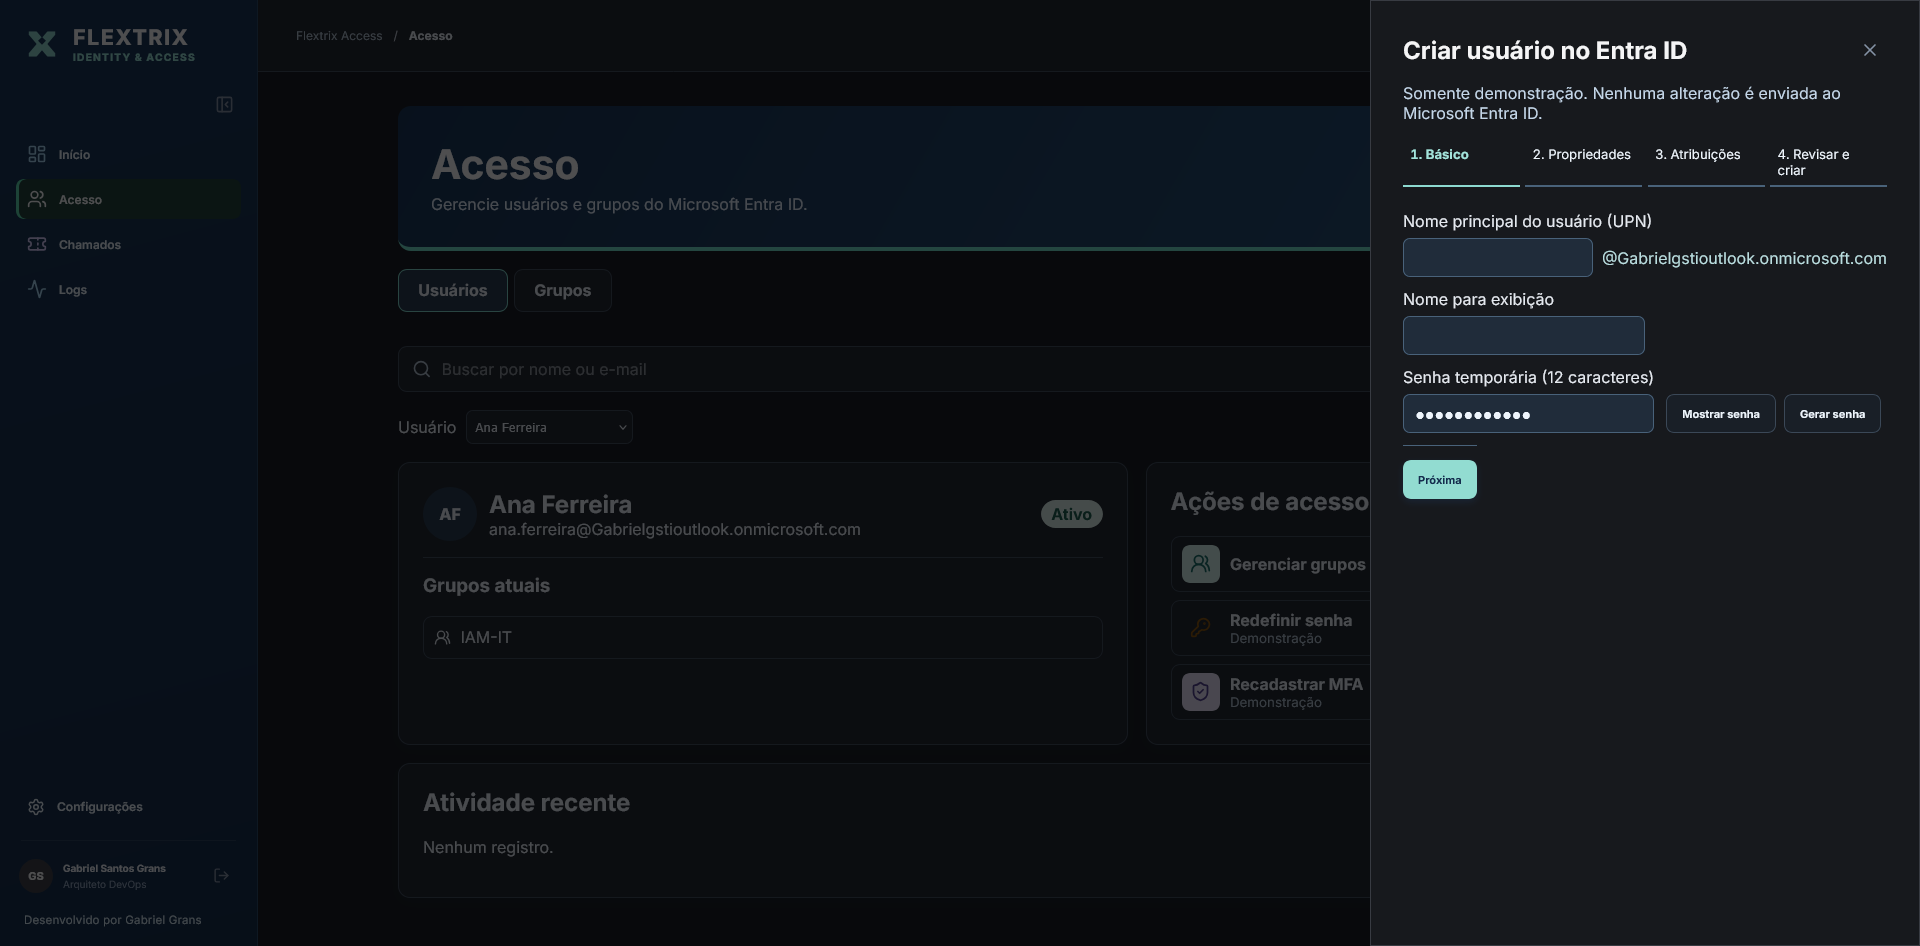 FLEXTRIX
IDENTITY & ACCESS
Início
Acesso
Chamados
Logs
Configurações
GS
Gabriel Santos Grans
Arquiteto DevOps
Desenvolvido por Gabriel Grans
Flextrix Access / Acesso
Acesso
Gerencie usuários e grupos do Microsoft Entra ID.
Usuários
Grupos
Buscar por nome ou e-mail
Usuário
Ana Ferreira
AF
Ana Ferreira
ana.ferreira@Gabrielgstioutlook.onmicrosoft.com
Ativo
Grupos atuais
IAM-IT
Ações de acesso
Gerenciar grupos
Redefinir senha
Demonstração
Recadastrar MFA
Demonstração
Atividade recente
Nenhum registro.
Criar usuário no Entra ID
Somente demonstração. Nenhuma alteração é enviada ao
Microsoft Entra ID.
1. Básico
2. Propriedades
3. Atribuições
4. Revisar e
criar
Nome principal do usuário (UPN)
@Gabrielgstioutlook.onmicrosoft.com
Nome para exibição
Senha temporária (12 caracteres)
●●●●●●●●●●●●
Mostrar senha
Gerar senha
Próxima